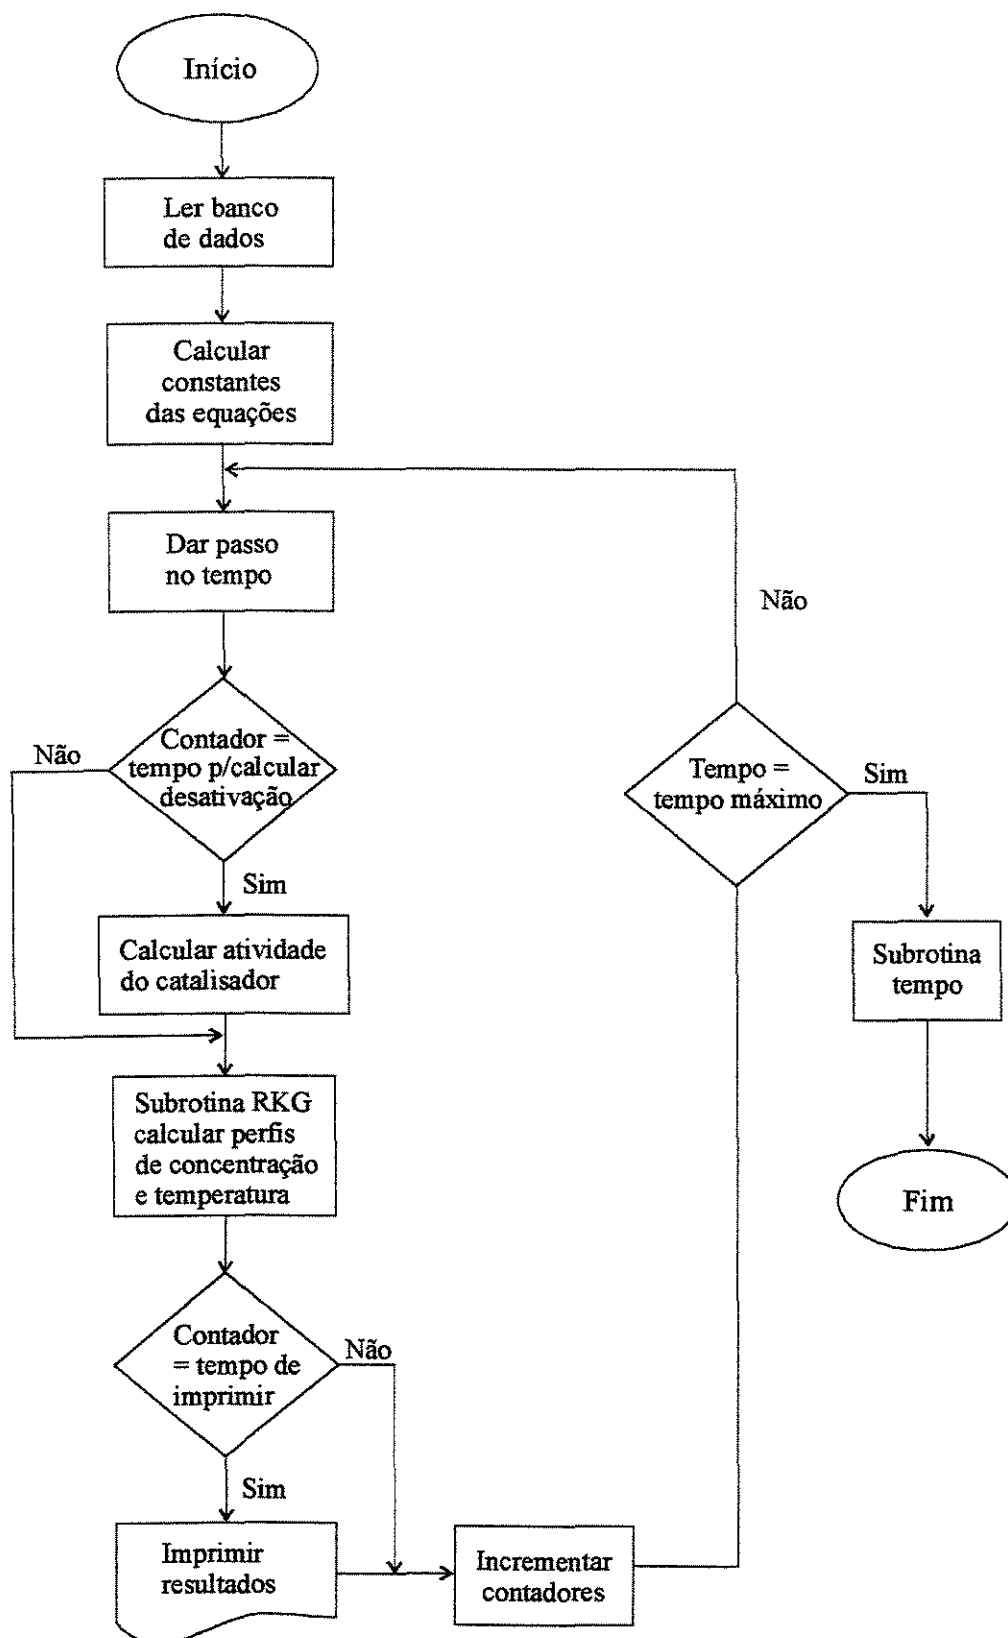 Início
Ler banco
de dados
Calcular
constantes
das equações
Dar passo
no tempo
Não
Contador =
tempo p/calcular
desativação
Sim
Calcular atividade
do catalisador
Subrotina RKG
calcular perfis
de concentração
e temperatura
Contador
= tempo de
imprimir
Não
Sim
Imprimir
resultados
Incrementar
contadores
Não
Tempo =
tempo máximo
Sim
Subrotina
tempo
Fim